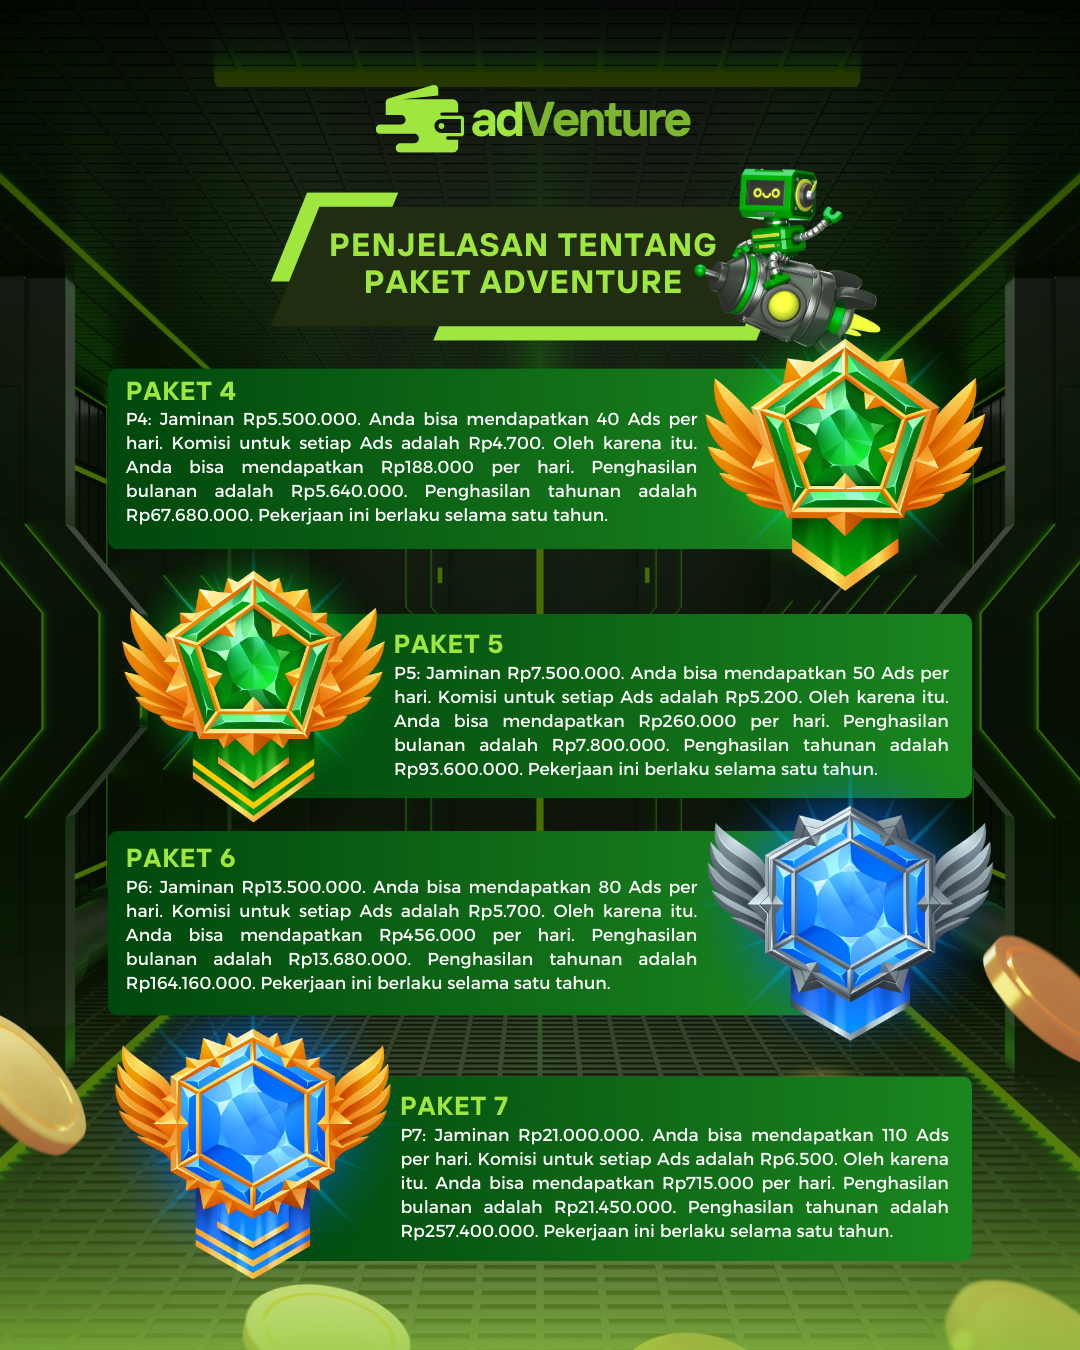 adVenture
PENJELASAN TENTANG
PAKET ADVENTURE
PAKET 4
P4: Jaminan Rp5.500.000. Anda bisa mendapatkan 40 Ads per
hari. Komisi untuk setiap Ads adalah Rp4.700. Oleh karena itu.
Anda bisa mendapatkan Rp188.000 per hari. Penghasilan
bulanan adalah Rp5.640.000. Penghasilan tahunan adalah
Rp67.680.000. Pekerjaan ini berlaku selama satu tahun.
PAKET 5
P5: Jaminan Rp7.500.000. Anda bisa mendapatkan 50 Ads per
hari. Komisi untuk setiap Ads adalah Rp5.200. Oleh karena itu.
Anda bisa mendapatkan Rp260.000 per hari. Penghasilan
bulanan adalah Rp7.800.000. Penghasilan tahunan adalah
Rp93.600.000. Pekerjaan ini berlaku selama satu tahun.
PAKET 6
P6: Jaminan Rp13.500.000. Anda bisa mendapatkan 80 Ads per
hari. Komisi untuk setiap Ads adalah Rp5.700. Oleh karena itu.
Anda bisa mendapatkan Rp456.000 per hari. Penghasilan
bulanan adalah Rp13.680.000. Penghasilan tahunan adalah
Rp164.160.000. Pekerjaan ini berlaku selama satu tahun.
PAKET 7
P7: Jaminan Rp21.000.000. Anda bisa mendapatkan 110 Ads
per hari. Komisi untuk setiap Ads adalah Rp6.500. Oleh karena
itu. Anda bisa mendapatkan Rp715.000 per hari. Penghasilan
bulanan adalah Rp21.450.000. Penghasilan tahunan adalah
Rp257.400.000. Pekerjaan ini berlaku selama satu tahun.